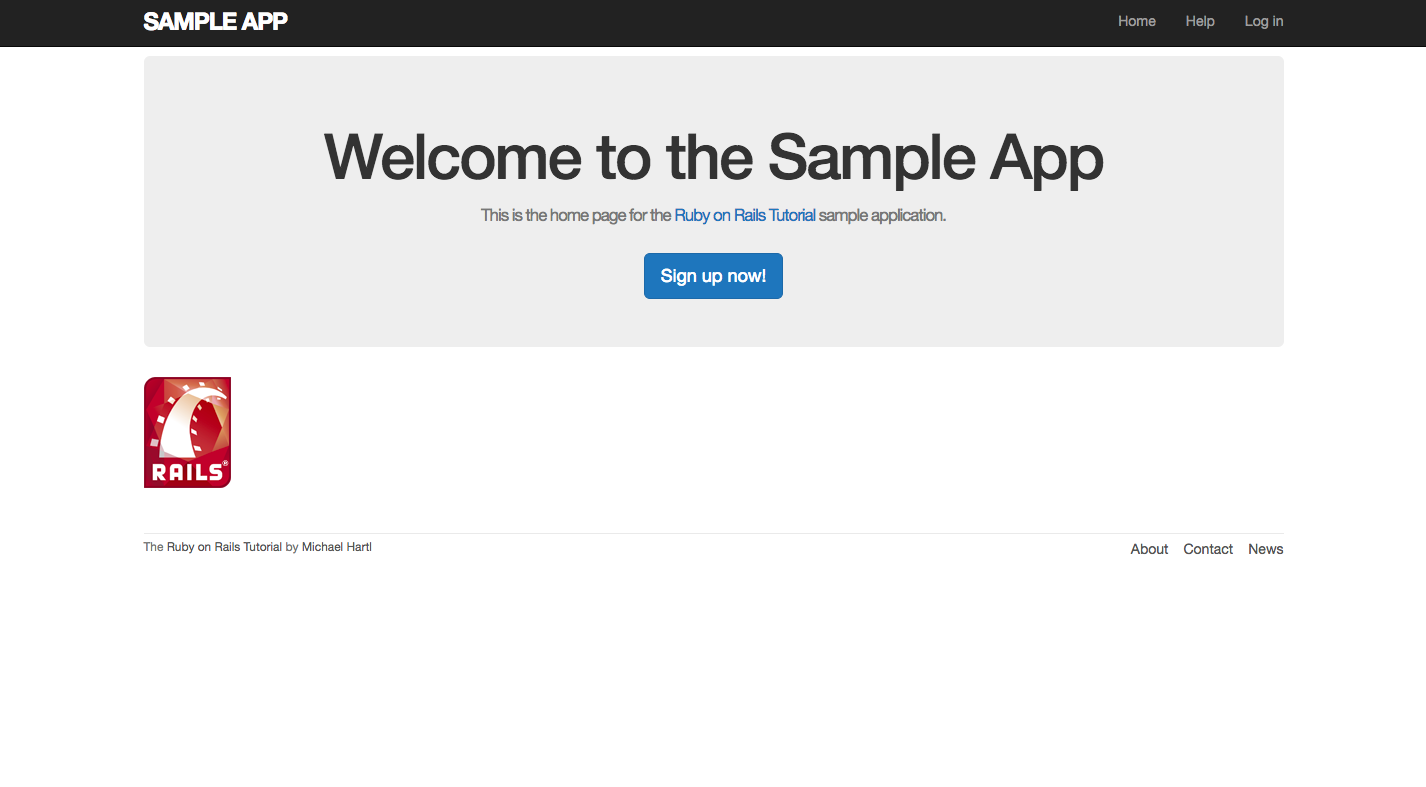 SAMPLE APP
Home Help Log in
Welcome to the Sample App
This is the home page for the Ruby on Rails Tutorial sample application.
Sign up now!
RAILS®
The Ruby on Rails Tutorial by Michael Hartl
About Contact News